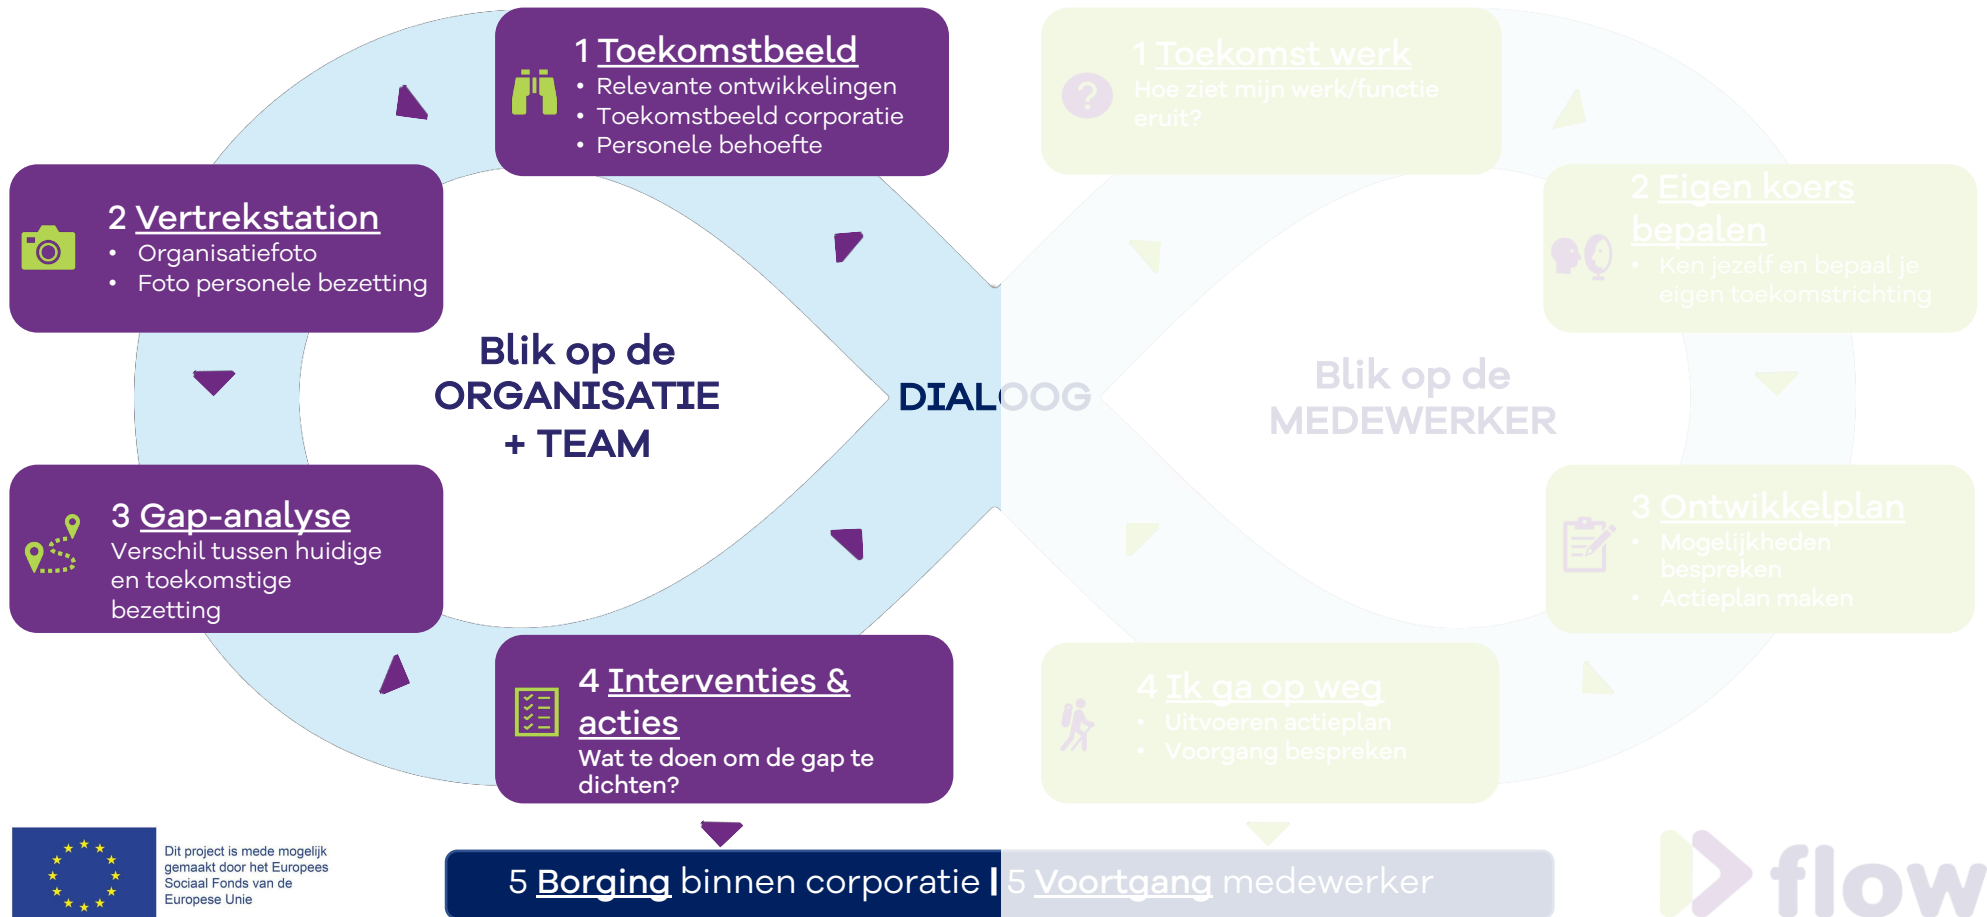 1 Toekomstbeeld
• Relevante ontwikkelingen
• Toekomstbeeld corporatie
• Personele behoefte
2 Vertrekstation
• Organisatiefoto
• Foto personele bezetting
3 Gap-analyse
Verschil tussen huidige
en toekomstige
bezetting
4 Interventies &
acties
Wat te doen om de gap te
dichten?
Blik op de
ORGANISATIE
+ TEAM
DIALOOG
1 Toekomst werk
Hoe ziet mijn werk/functie
eruit?
2 Eigen koers
bepalen
• Ken jezelf en bepaal je
eigen toekomstrichting
3 Ontwikkelplan
• Mogelijkheden
bespreken
• Actieplan maken
4 Ik ga op weg
• Uitvoeren actieplan
• Voorgang bespreken
Blik op de
MEDEWERKER
5 Borging binnen corporatie | 5 Voortgang medewerker
Dit project is mede mogelijk
gemaakt door het Europees
Sociaal Fonds van de
Europese Unie
flow